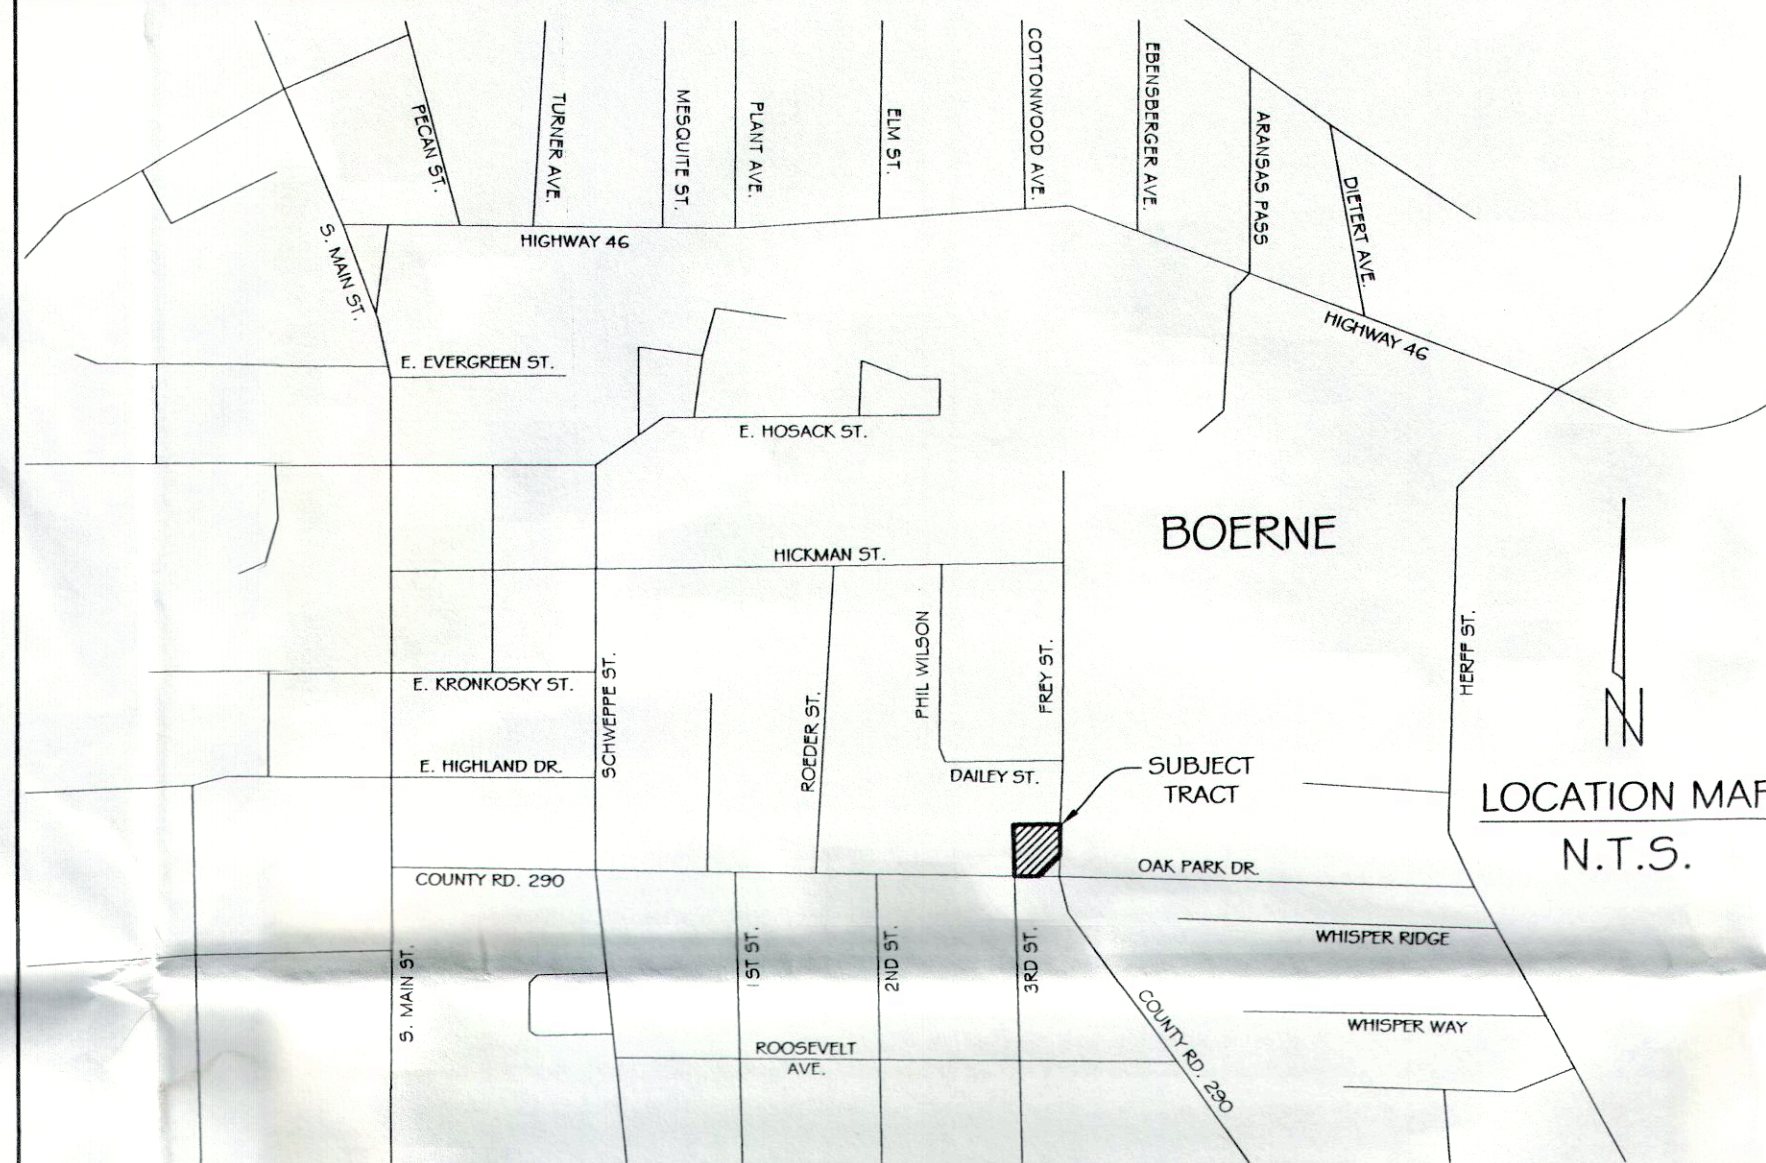 PECAN ST.
TURNER AVE.
MESQUITE ST.
PLANT AVE.
ELM ST.
COTTONWOOD AVE.
EBENSBERGER AVE.
ARANSAS PASS
DIETERT AVE.
S. MAIN ST.
HIGHWAY 46
HIGHWAY 46
E. EVERGREEN ST.
E. HOSACK ST.
BOERNE
HICKMAN ST.
SCHWEPPE ST.
ROEDER ST.
PHIL WILSON
FREY ST.
HERFF ST.
N
E. KRONKOSKY ST.
E. HIGHLAND DR.
DAILEY ST.
SUBJECT
TRACT
LOCATION MAP
N.T.S.
COUNTY RD. 290
OAK PARK DR.
S. MAIN ST.
1ST ST.
2ND ST.
3RD ST.
WHISPER RIDGE
COUNTY RD. 290
WHISPER WAY
ROOSEVELT
AVE.